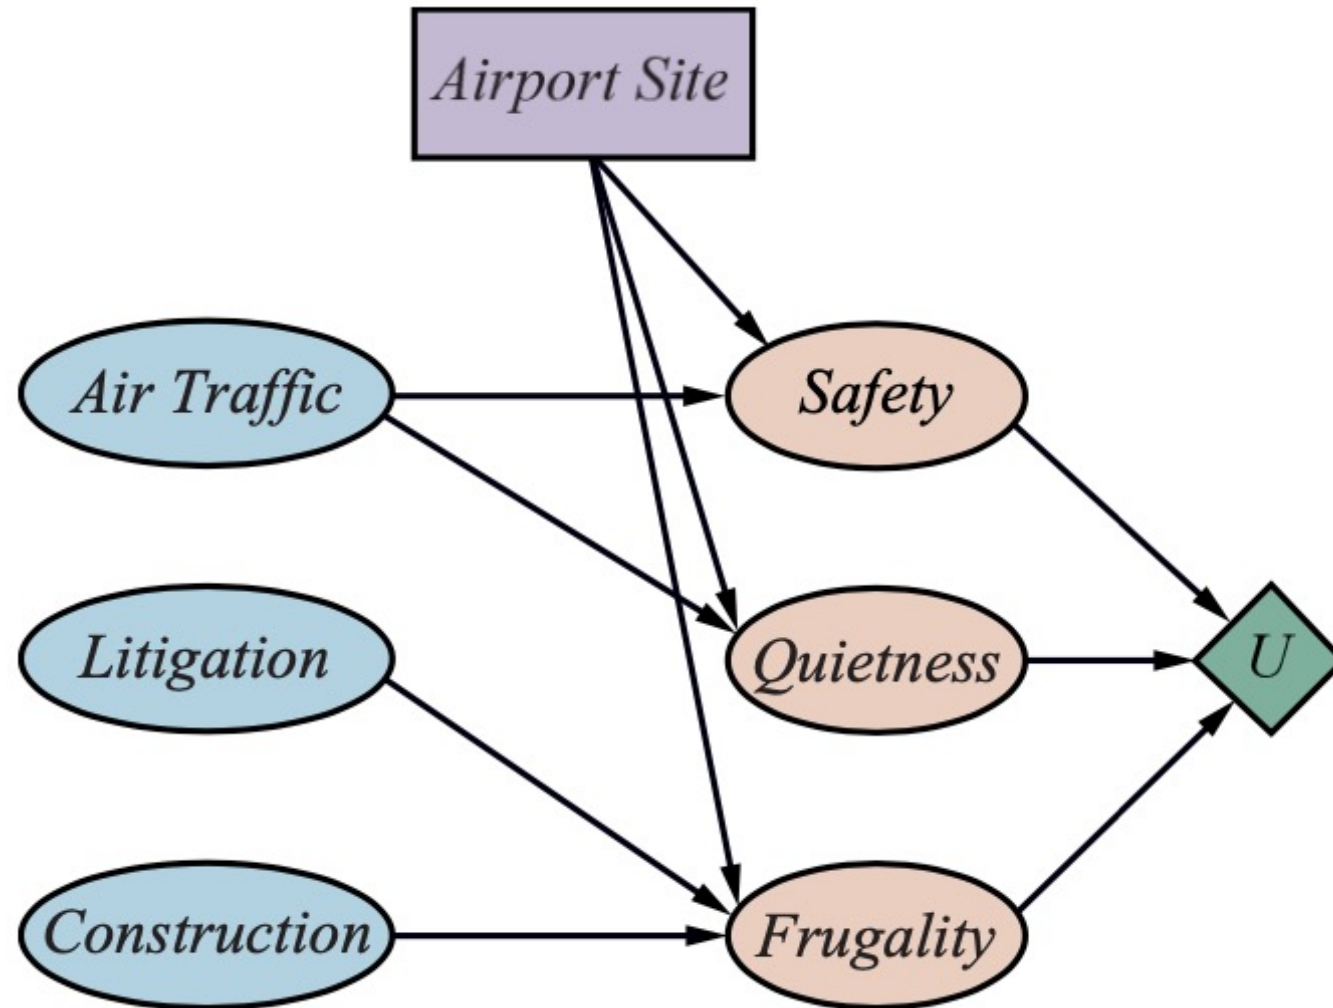 Airport Site
Air Traffic
Safety
Litigation
Quietness
U
Construction
Frugality